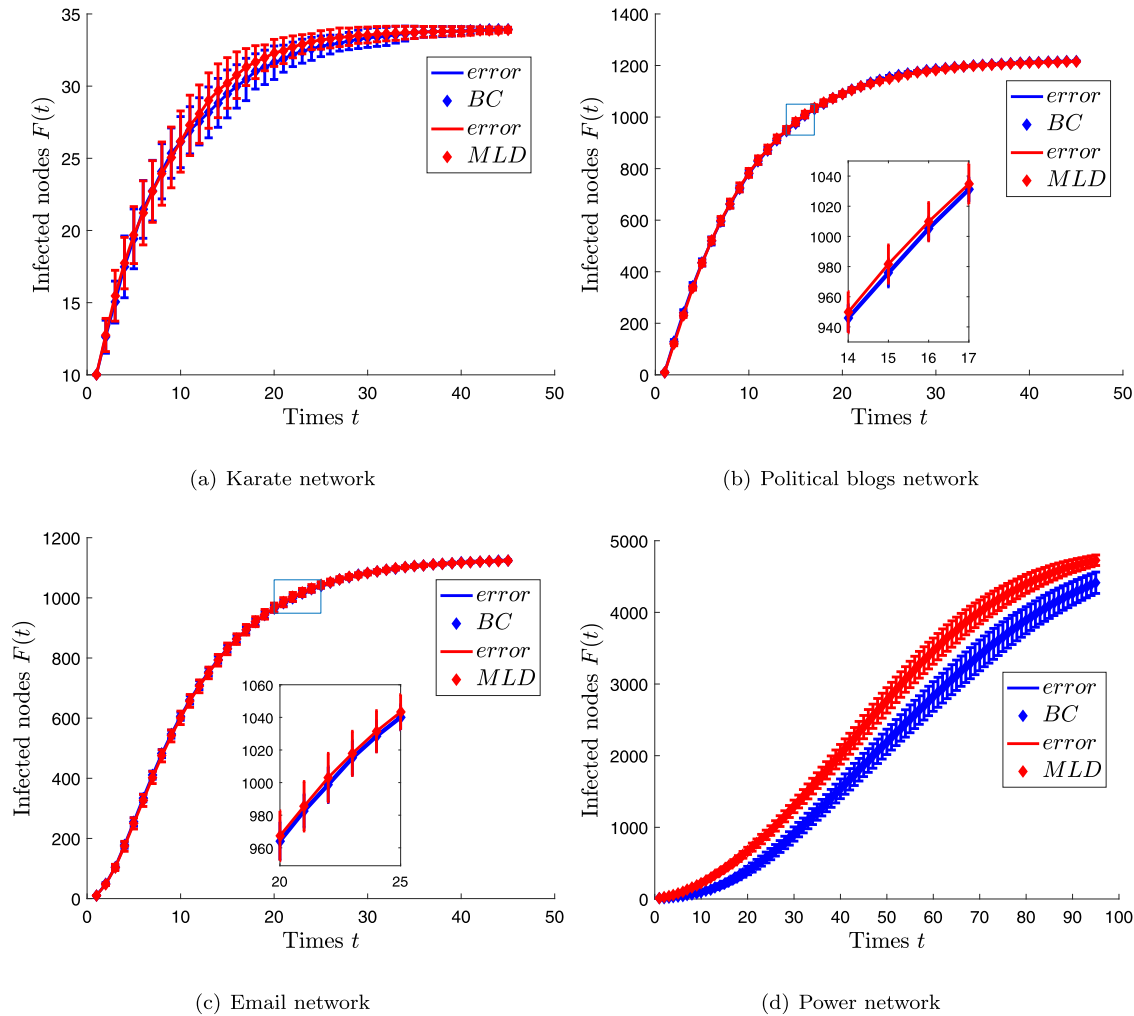 35
30
25
20
15
10
0
10
20
30
40
50
Infected nodes F(t)
Times t
error
BC
error
MLD
(a) Karate network
1400
1200
1000
800
600
400
200
0
0
10
20
30
40
50
Infected nodes F(t)
Times t
error
BC
error
MLD
1040
1020
1000
980
960
940
14
15
16
17
(b) Political blogs network
1200
1000
800
600
400
200
0
0
10
20
30
40
50
Infected nodes F(t)
Times t
error
BC
error
MLD
1060
1040
1020
1000
980
960
20
25
(c) Email network
5000
4000
3000
2000
1000
0
0
10
20
30
40
50
60
70
80
90
100
Infected nodes F(t)
Times t
error
BC
error
MLD
(d) Power network